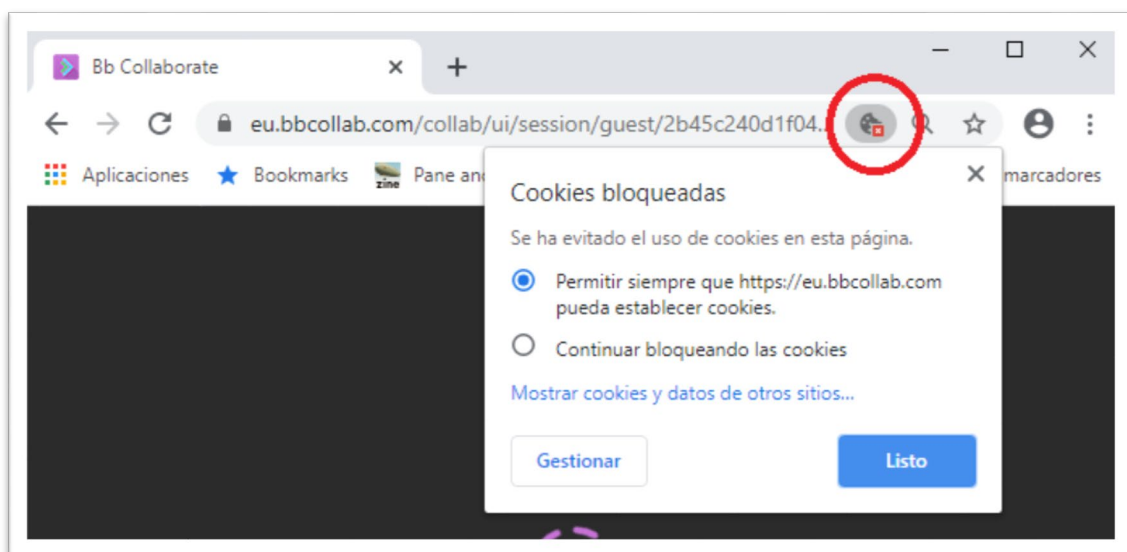 Bb Collaborate
eu.bbcollab.com/collab/ui/session/guest/2b45c240d1f04...
Aplicaciones Bookmarks zine Pane and marcadores
Cookies bloqueadas
Se ha evitado el uso de cookies en esta página.
Permitir siempre que https://eu.bbcollab.com
pueda establecer cookies.
Continuar bloqueando las cookies
Mostrar cookies y datos de otros sitios...
Gestionar Listo